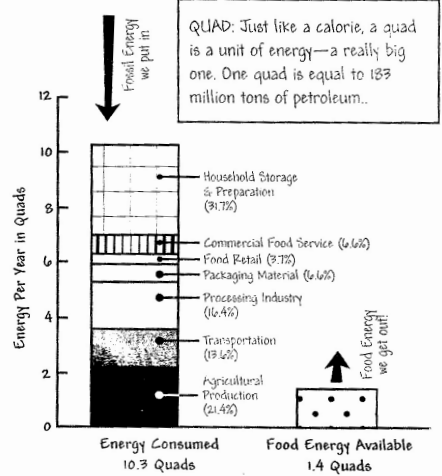 Fossil Energy
we put in
QUAD: Just like a calorie, a quad
is a unit of energy—a really big
one. One quad is equal to 183
million tons of petroleum..
Energy Per Year in Quads
12
10
8
6
4
2
0
Household Storage
& Preparation
(31.7%)
Commercial Food Service (6.6%)
Food Retail (3.7%)
Packaging Material (6.6%)
Processing Industry
(16.4%)
Transportation
(13.6%)
Agricultural
Production
(21.4%)
Food Energy
we get out!
Energy Consumed
10.3 Quads
Food Energy Available
1.4 Quads